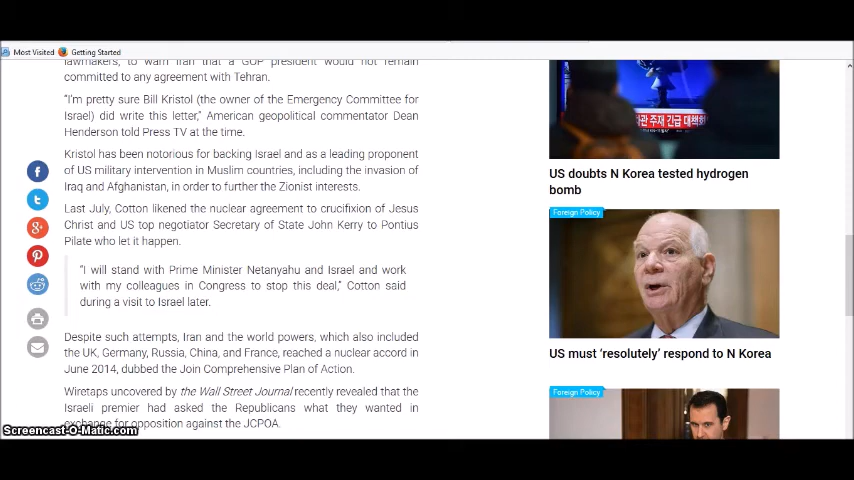 Most Visited Getting Started
lawmakers, to warn Iran that a GOP president would not remain
committed to any agreement with Tehran.
"I'm pretty sure Bill Kristol (the owner of the Emergency Committee for
Israel) did write this letter," American geopolitical commentator Dean
Henderson told Press TV at the time.
Kristol has been notorious for backing Israel and as a leading proponent
of US military intervention in Muslim countries, including the invasion of
Iraq and Afghanistan, in order to further the Zionist interests.
Last July, Cotton likened the nuclear agreement to crucifixion of Jesus
Christ and US top negotiator Secretary of State John Kerry to Pontius
Pilate who let it happen.
"I will stand with Prime Minister Netanyahu and Israel and work
with my colleagues in Congress to stop this deal," Cotton said
during a visit to Israel later.
Despite such attempts, Iran and the world powers, which also included
the UK, Germany, Russia, China, and France, reached a nuclear accord in
June 2014, dubbed the Join Comprehensive Plan of Action.
Wiretaps uncovered by the Wall Street Journal recently revealed that the
Israeli premier had asked the Republicans what they wanted in
exchange for opposition against the JCPOA.
Screencast-O-Matic.com
주재 긴급 대책회
US doubts N Korea tested hydrogen
bomb
Foreign Policy
US must 'resolutely' respond to N Korea
Foreign Policy